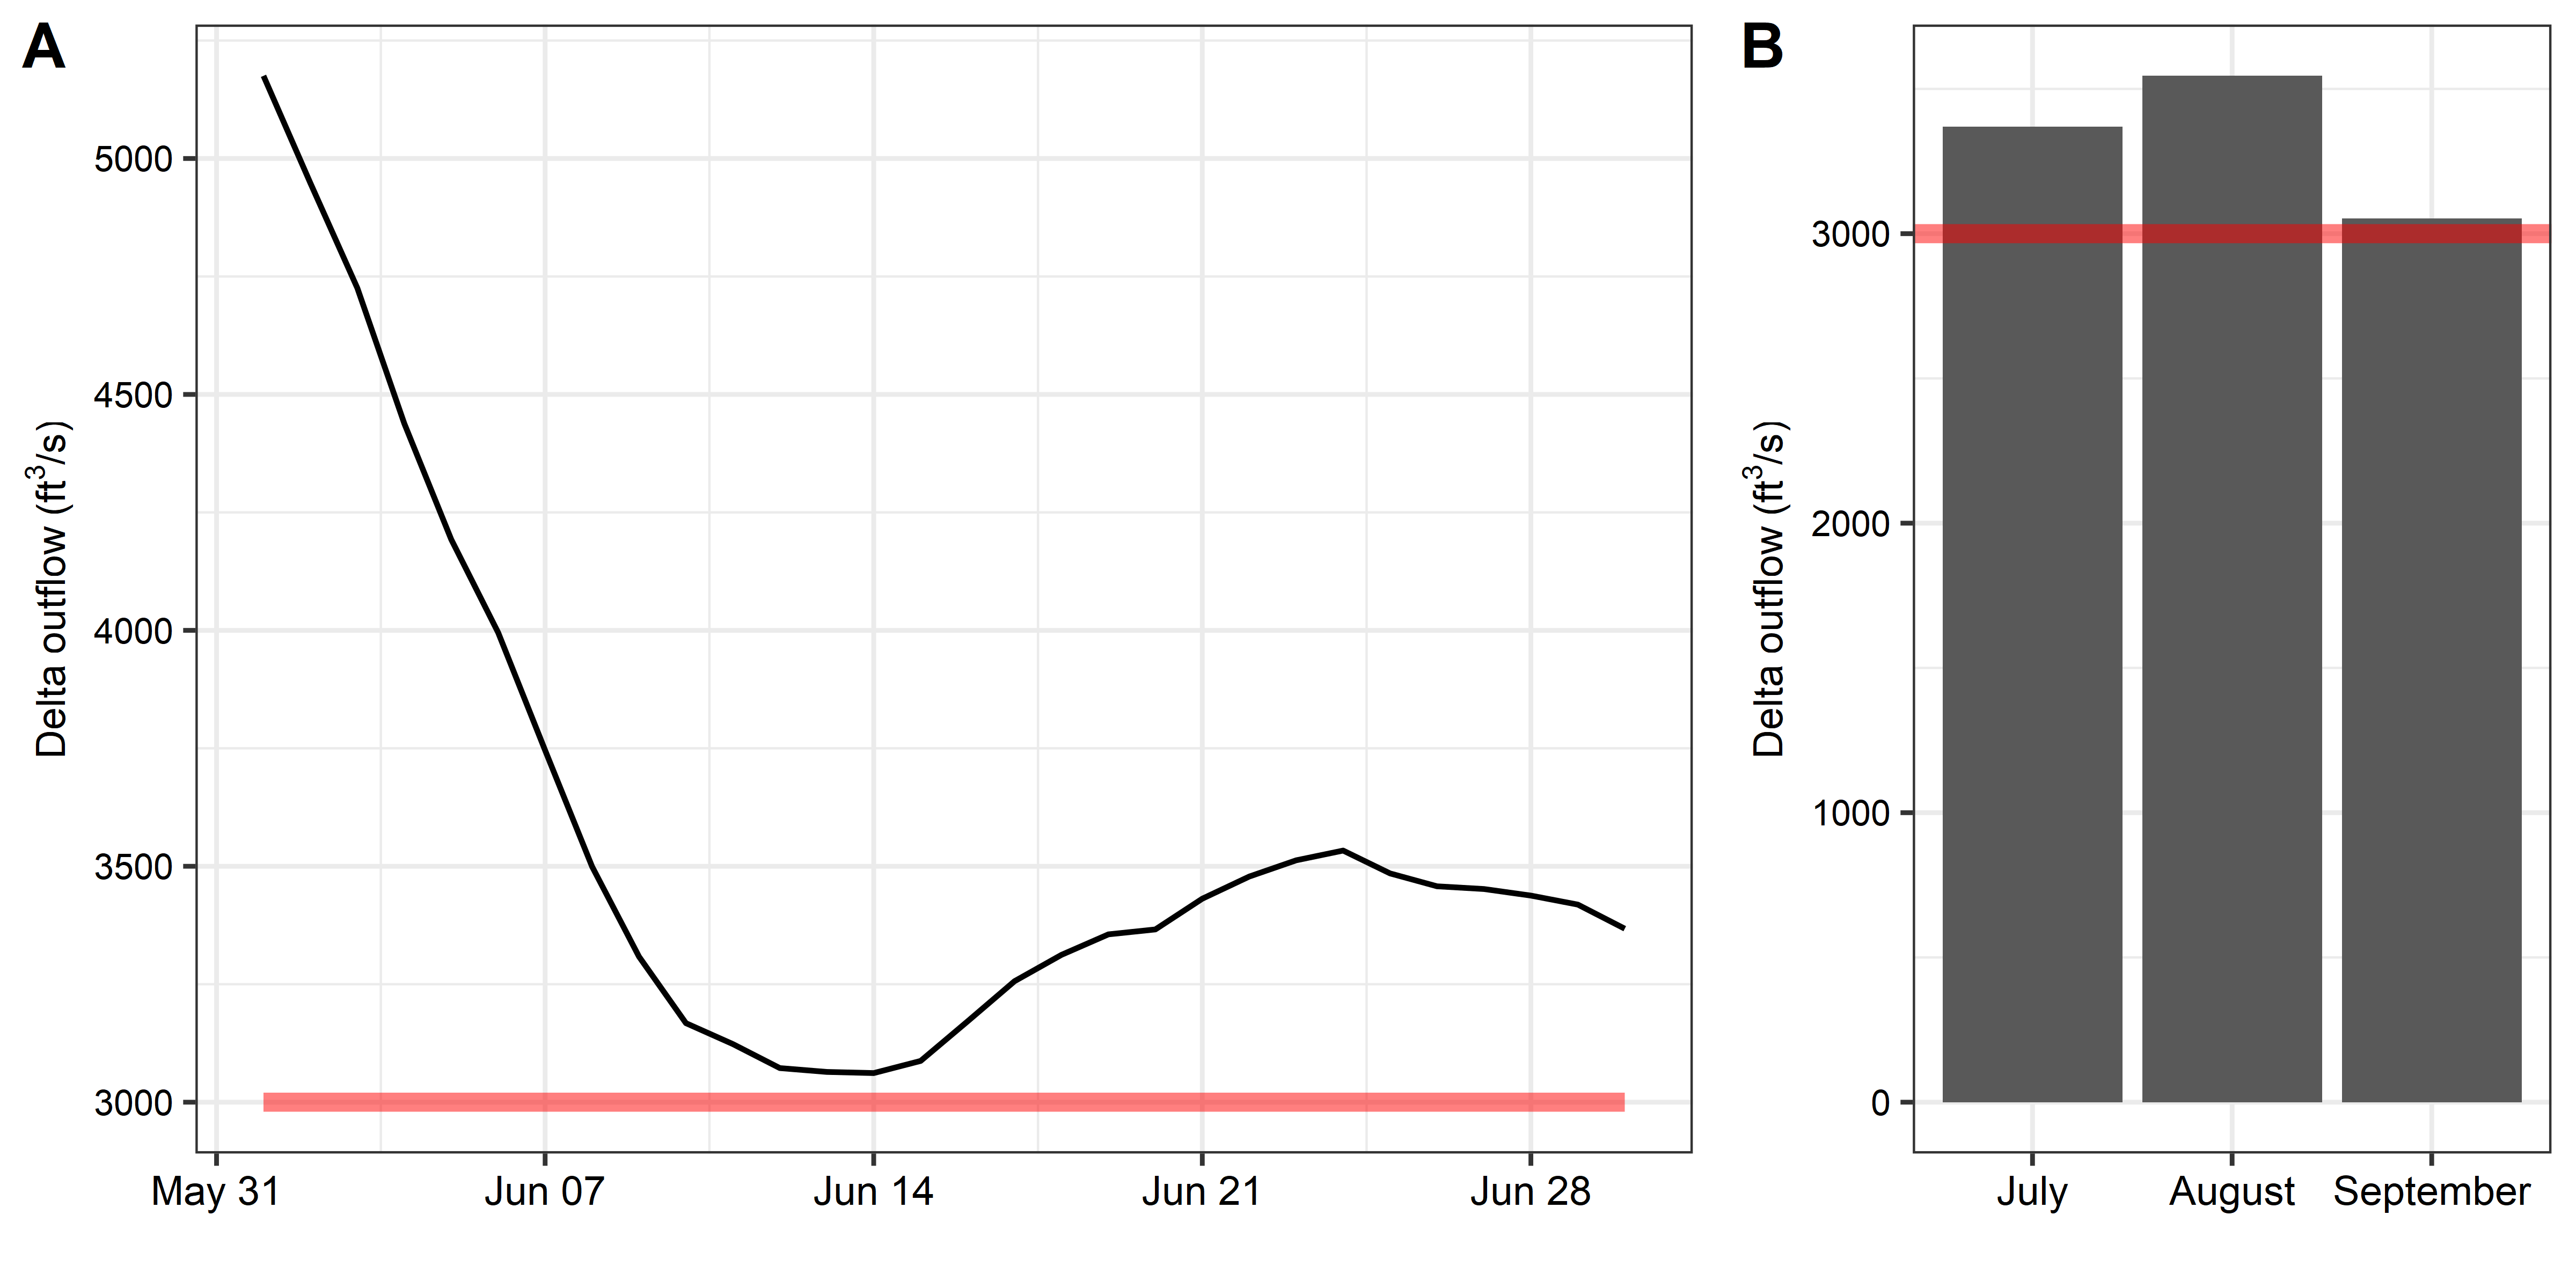 A
Delta outflow (ft³/s)
5000
4500
4000
3500
3000
May 31 Jun 07 Jun 14 Jun 21 Jun 28
B
Delta outflow (ft³/s)
3000
2000
1000
0
July August September